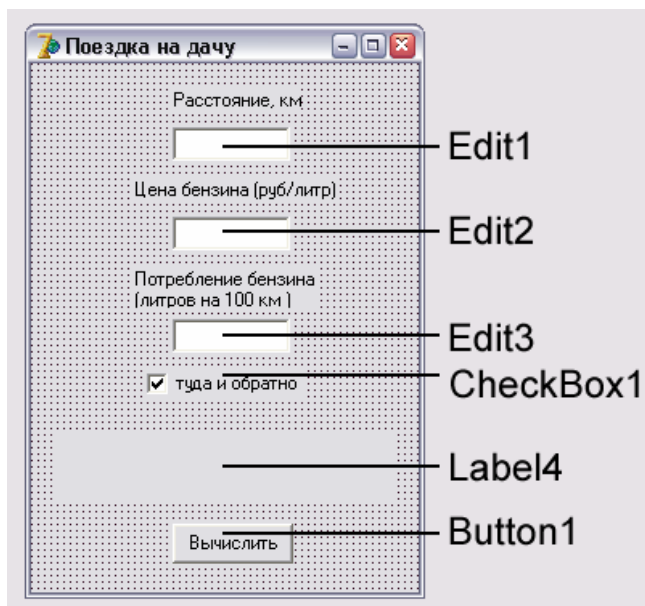 Поездка на дачу
Расстояние, км
Edit1
Цена бензина (руб/литр)
Edit2
Потребление бензина
(литров на 100 км )
Edit3
туда и обратно
CheckBox1
Label4
Вычислить
Button1